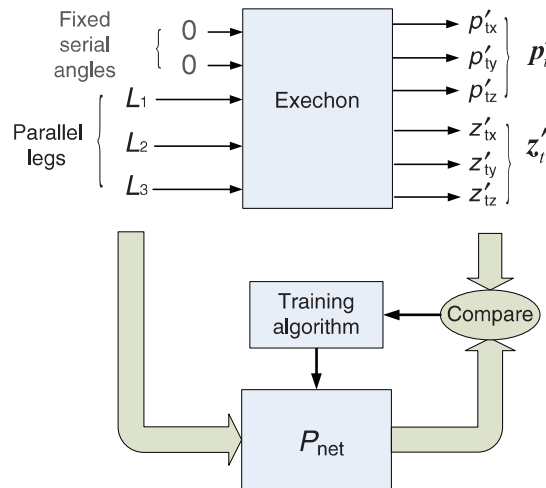 Fixed
serial
angles
0
0
Parallel
legs
L1
L2
L3
Exechon
p′tx
p′ty
p′tz
z′tx
z′ty
z′tz
z′t
Training
algorithm
Compare
Pnet